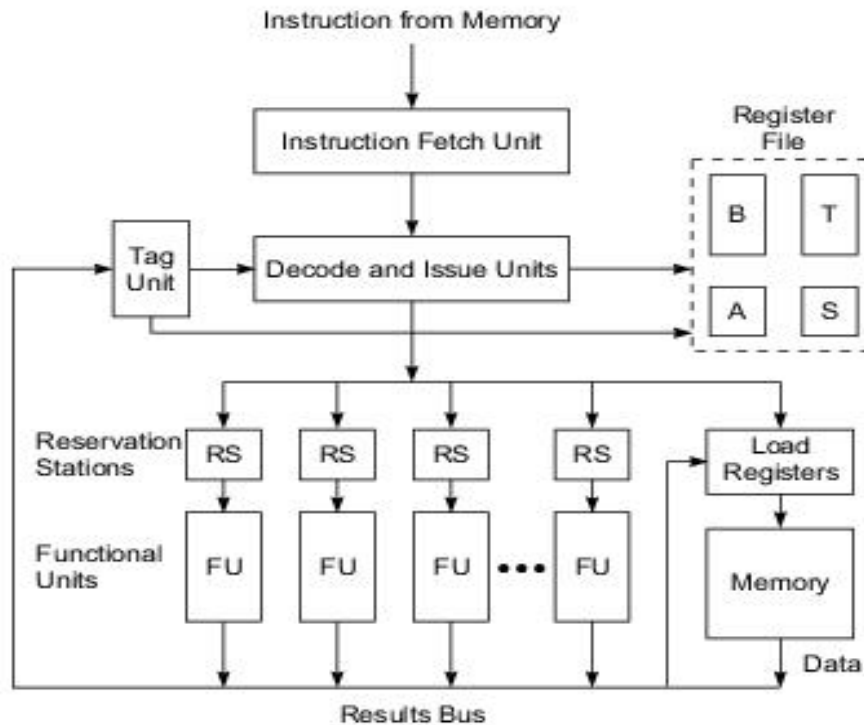 Instruction from Memory
Instruction Fetch Unit
Register
File
B
T
Tag
Unit
Decode and Issue Units
A
S
Reservation
Stations
RS
RS
RS
RS
Load
Registers
Functional
Units
FU
FU
FU
FU
Memory
Data
Results Bus